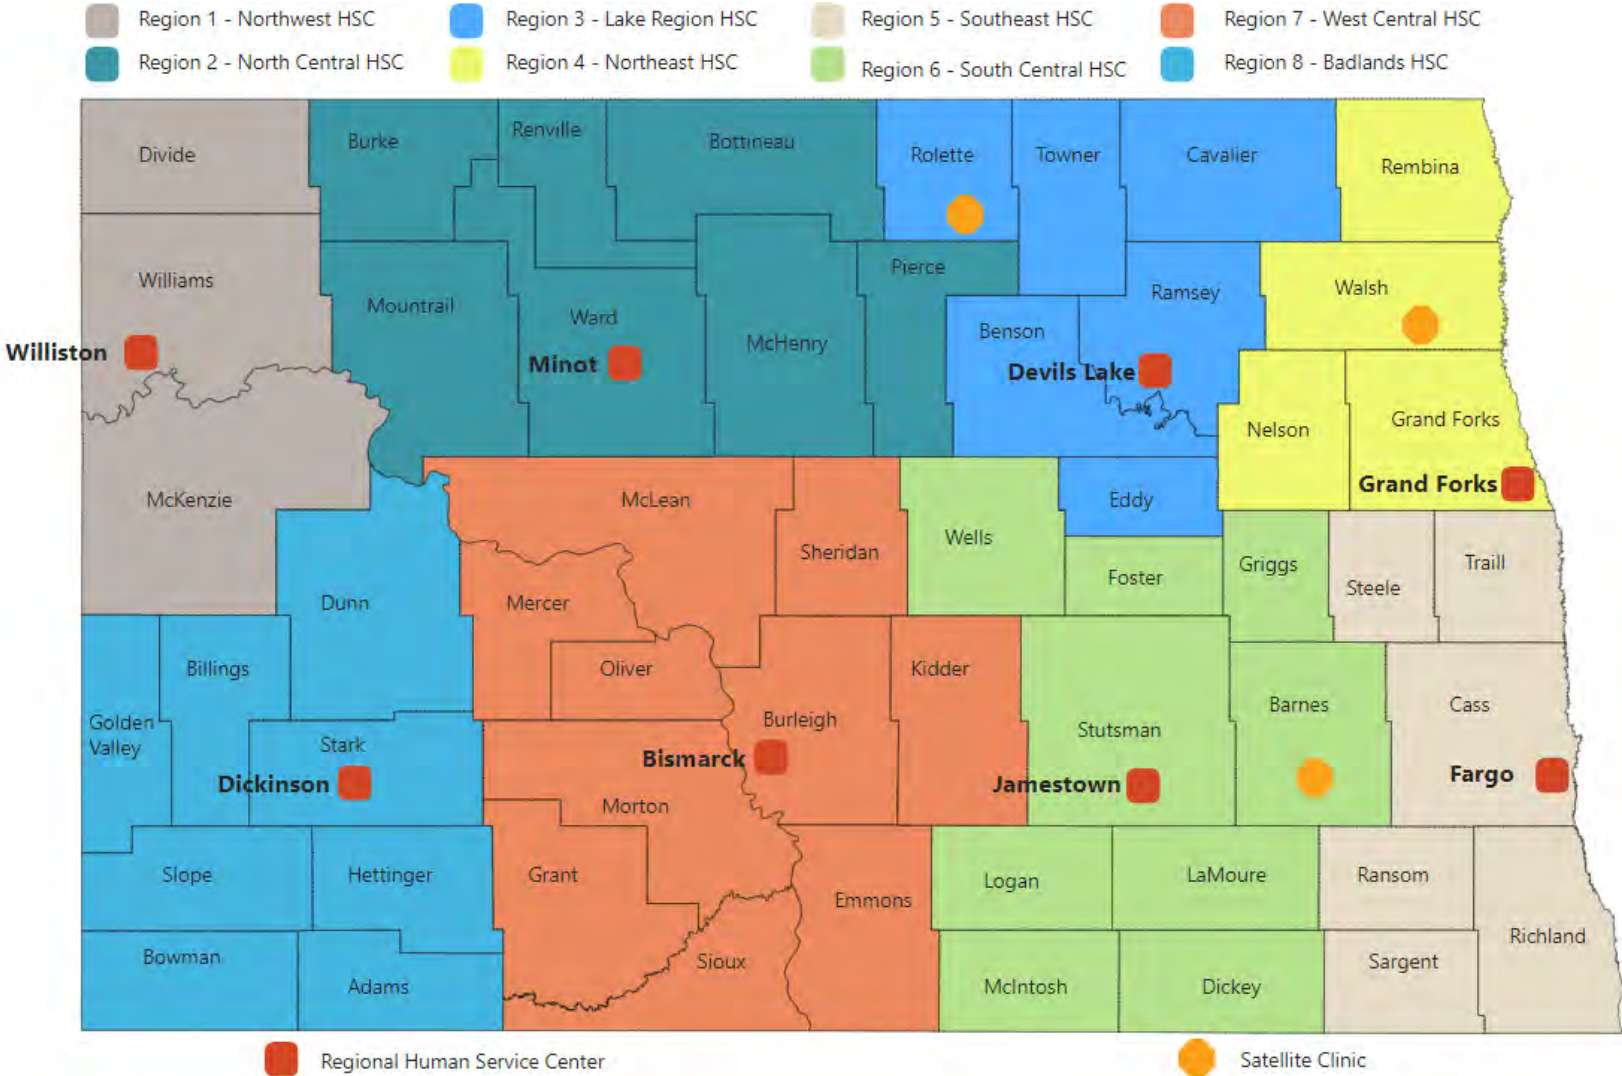 Region 1 - Northwest HSC
Region 3 - Lake Region HSC
Region 5 - Southeast HSC
Region 7 - West Central HSC
Region 2 - North Central HSC
Region 4 - Northeast HSC
Region 6 - South Central HSC
Region 8 - Badlands HSC
Divide
Burke
Renville
Bottineau
Rolette
Towner
Cavalier
Rembina
Williams
Mountrail
Ward
McHenry
Pierce
Benson
Ramsey
Walsh
Williston
Minot
Devils Lake
Nelson
Grand Forks
Grand Forks
McKenzie
McLean
Sheridan
Wells
Eddy
Foster
Griggs
Steele
Traill
Dunn
Mercer
Oliver
Billings
Golden
Valley
Stark
Burleigh
Kidder
Stutsman
Barnes
Cass
Dickinson
Bismarck
Jamestown
Fargo
Morton
Slope
Hettinger
Grant
Emmons
Logan
LaMoure
Ransom
Richland
Bowman
Adams
Sioux
McIntosh
Dickey
Sargent
Regional Human Service Center
Satellite Clinic